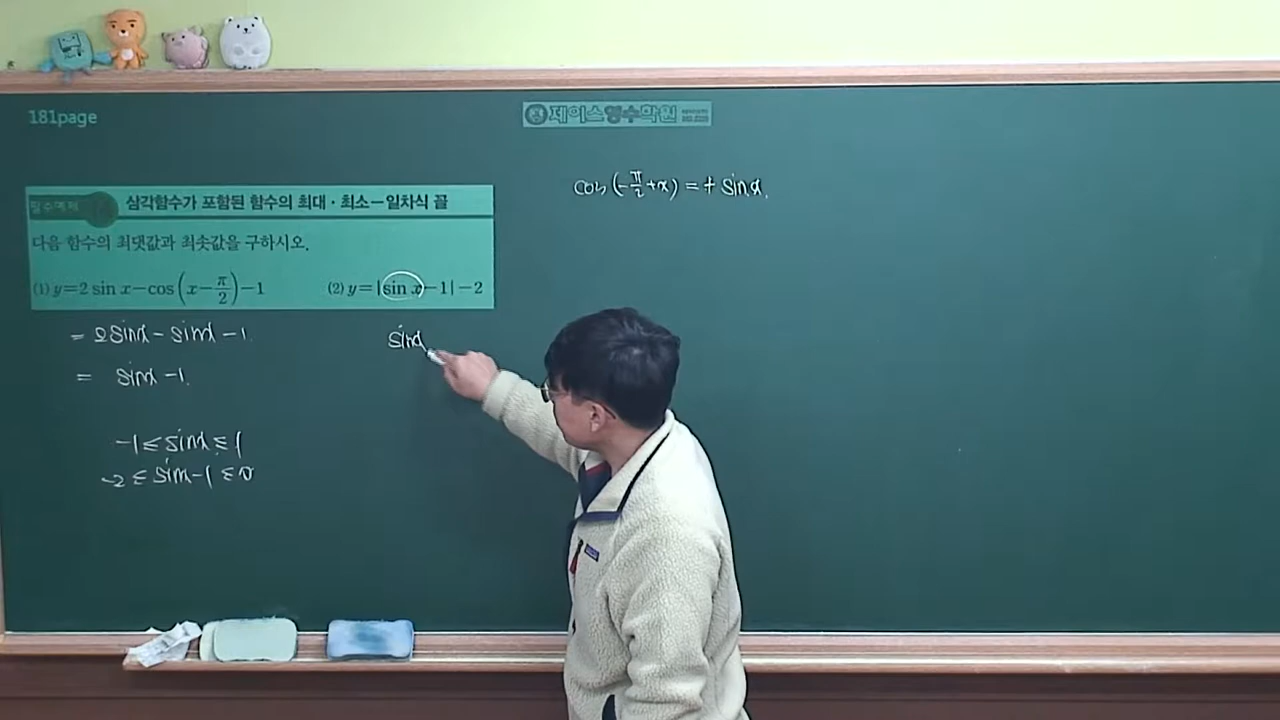 181page
제이스영수학원
필수예제
삼각함수가 포함된 함수의 최대·최소-일차식 꼴
다음 함수의 최댓값과 최솟값을 구하시오.
(1) y=2 sin x-cos(x-π/2)-1
(2) y=|sin x-1|-2
cos(-π/2+x)=+sinx.
= 2sinx-sinx-1.
= sinx-1.
-1≤sinx≤1
-2≤sinx-1≤0
sinx